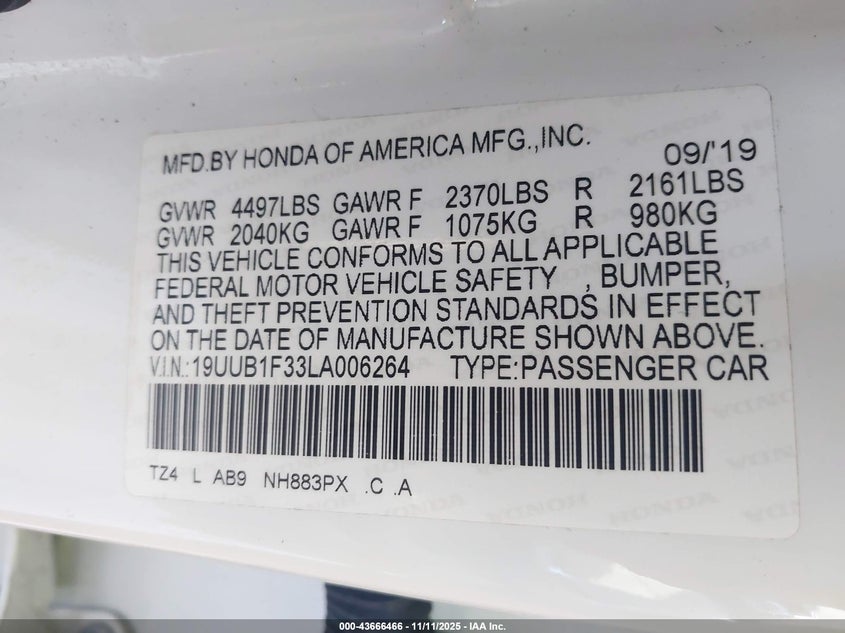 MFD.BY HONDA OF AMERICA MFG.,INC. 09/'19
GVWR 4497LBS GAWR F 2370LBS R 2161LBS
GVWR 2040KG GAWR F 1075KG R 980KG
THIS VEHICLE CONFORMS TO ALL APPLICABLE
FEDERAL MOTOR VEHICLE SAFETY , BUMPER,
AND THEFT PREVENTION STANDARDS IN EFFECT
ON THE DATE OF MANUFACTURE SHOWN ABOVE.
V.I.N.:19UUB1F33LA006264 TYPE:PASSENGER CAR
TZ4 L AB9 NH883PX .C .A
000-43666466 - 11/11/2025 - IAA Inc.